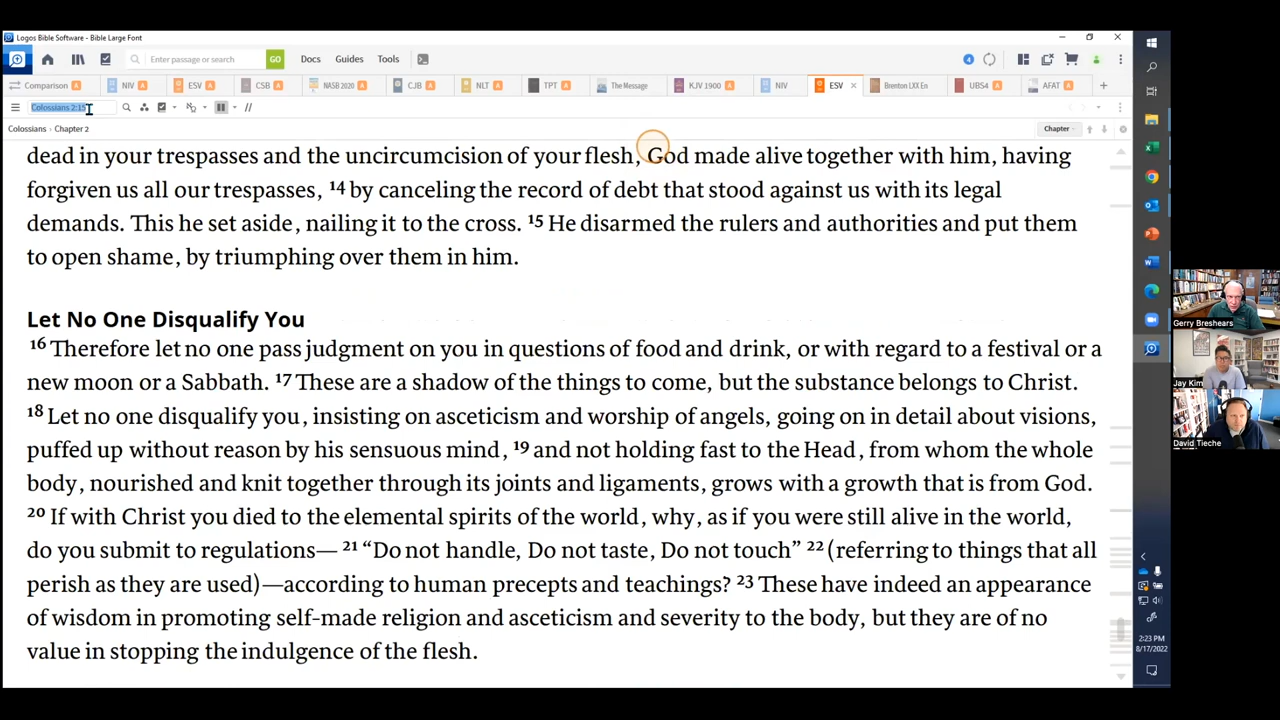 Logos Bible Software - Bible Large Font
Enter passage or search
GO
Docs
Guides
Tools
4
Comparison A
NIV A
ESV A
CSB A
NASB 2020 A
CJB A
NLT A
TPT A
The Message
KJV 1900 A
NIV
ESV
Brenton LXX En
UBS4 A
AFAT A
Colossians 2:15
Colossians › Chapter 2
Chapter
dead in your trespasses and the uncircumcision of your flesh, God made alive together with him, having
forgiven us all our trespasses, 14 by canceling the record of debt that stood against us with its legal
demands. This he set aside, nailing it to the cross. 15 He disarmed the rulers and authorities and put them
to open shame, by triumphing over them in him.
Let No One Disqualify You
16 Therefore let no one pass judgment on you in questions of food and drink, or with regard to a festival or a
new moon or a Sabbath. 17 These are a shadow of the things to come, but the substance belongs to Christ.
18 Let no one disqualify you, insisting on asceticism and worship of angels, going on in detail about visions,
puffed up without reason by his sensuous mind, 19 and not holding fast to the Head, from whom the whole
body, nourished and knit together through its joints and ligaments, grows with a growth that is from God.
20 If with Christ you died to the elemental spirits of the world, why, as if you were still alive in the world,
do you submit to regulations— 21 “Do not handle, Do not taste, Do not touch” 22 (referring to things that all
perish as they are used)—according to human precepts and teachings? 23 These have indeed an appearance
of wisdom in promoting self-made religion and asceticism and severity to the body, but they are of no
value in stopping the indulgence of the flesh.
Gerry Breshears
Jay Kim
David Tieche
2:23 PM
8/17/2022